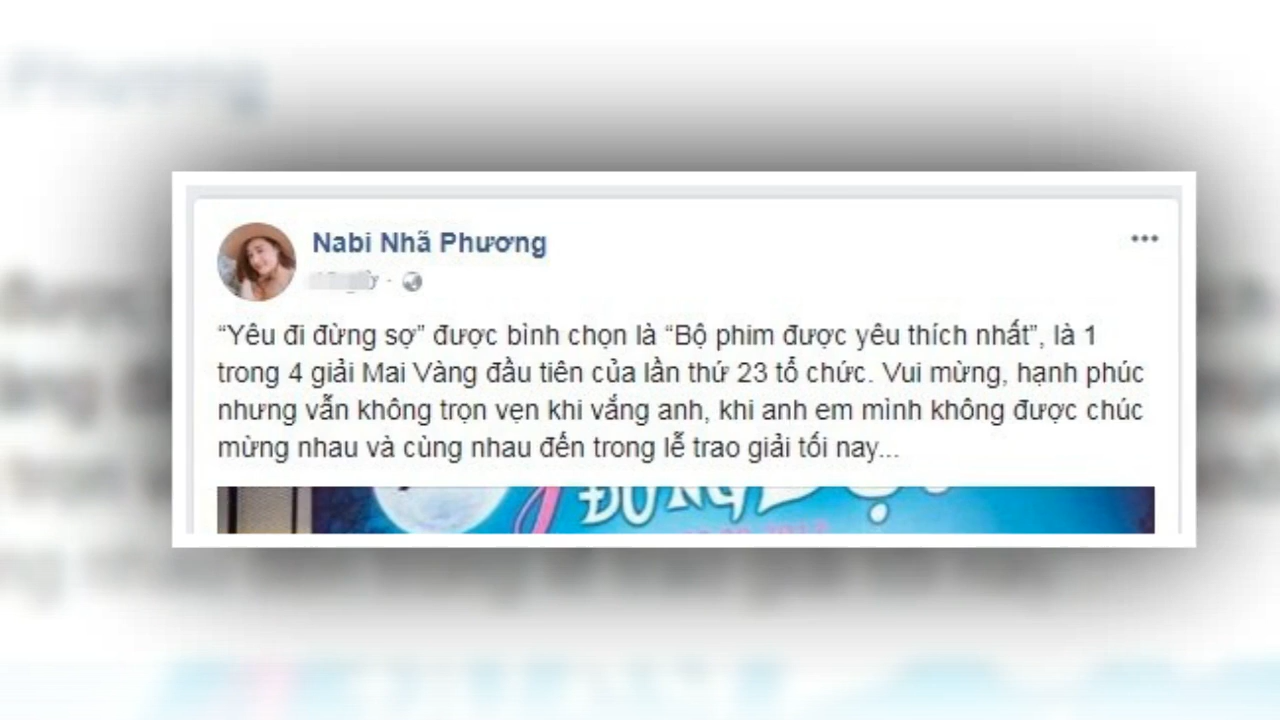 Nabi Nhã Phương
“Yêu đi đừng sợ” được bình chọn là “Bộ phim được yêu thích nhất”, là 1
trong 4 giải Mai Vàng đầu tiên của lần thứ 23 tổ chức. Vui mừng, hạnh phúc
nhưng vẫn không trọn vẹn khi vắng anh, khi anh em mình không được chúc
mừng nhau và cùng nhau đến trong lễ trao giải tối nay...